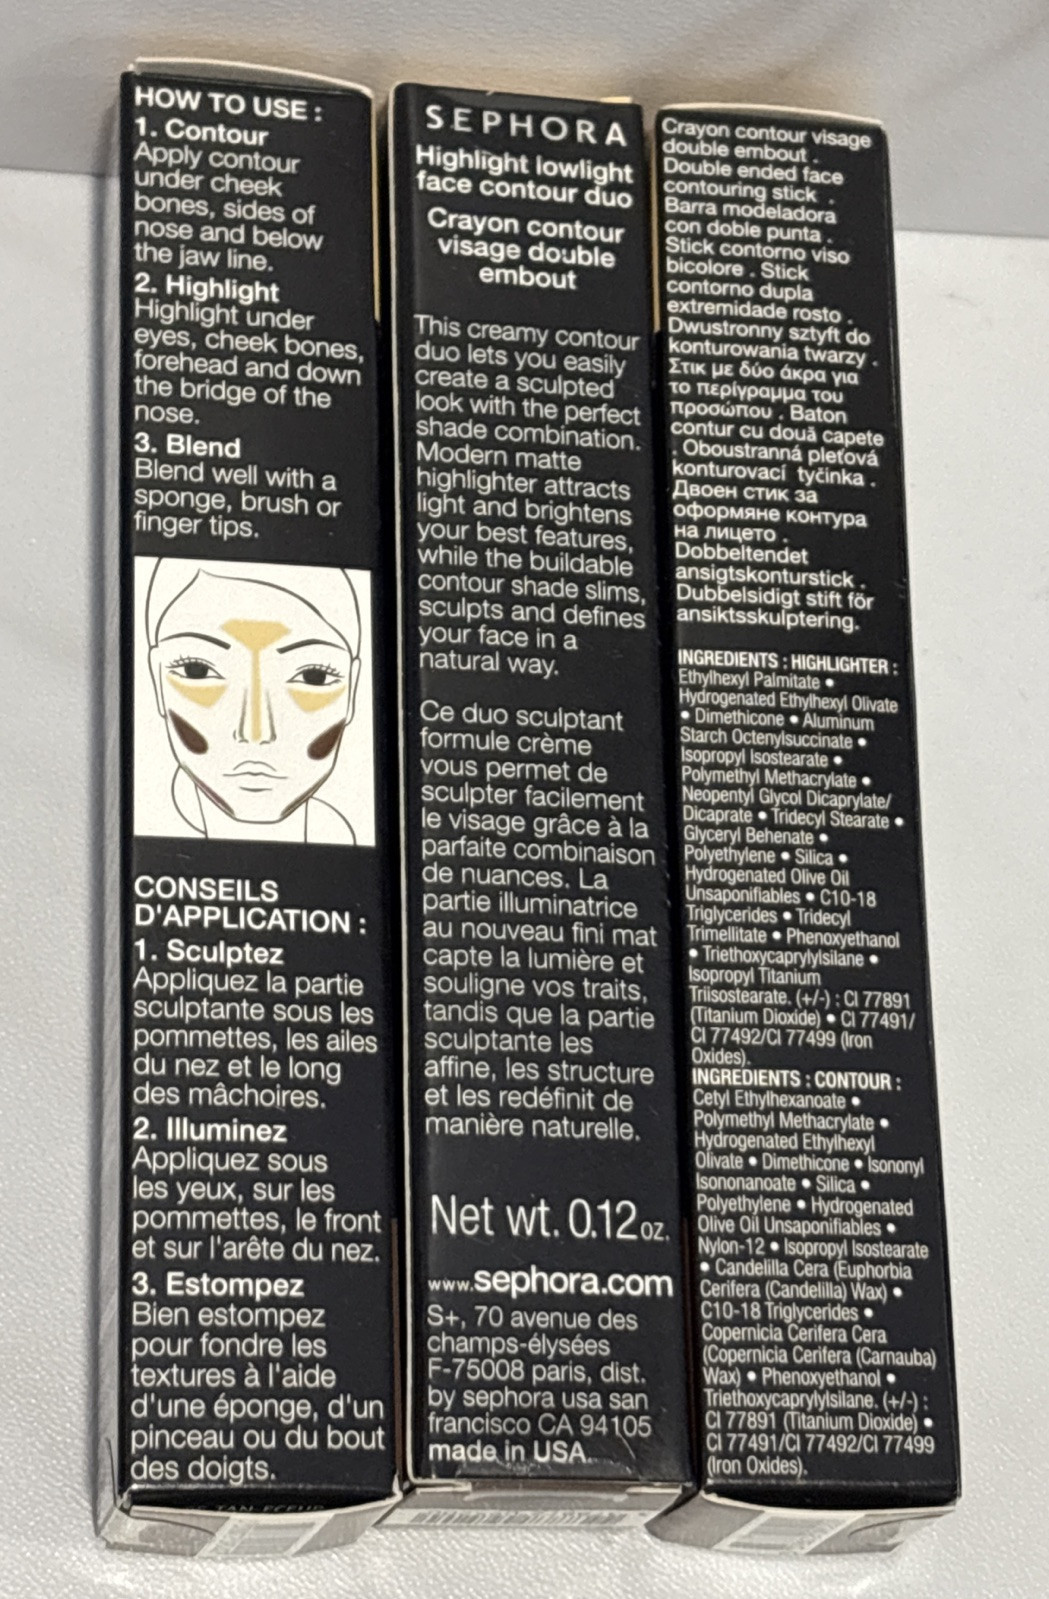 HOW TO USE :
1. Contour
Apply contour
under cheek
bones, sides of
nose and below
the jaw line.
2. Highlight
Highlight under
eyes, cheek bones,
forehead and down
the bridge of the
nose.
3. Blend
Blend well with a
sponge, brush or
finger tips.
CONSEILS
D'APPLICATION :
1. Sculptez
Appliquez la partie
sculptante sous les
pommettes, les ailes
du nez et le long
des mâchoires.
2. Illuminez
Appliquez sous
les yeux, sur les
pommettes, le front
et sur l'arête du nez.
3. Estompez
Bien estompez
pour fondre les
textures à l'aide
d'une éponge, d'un
pinceau ou du bout
des doigts.
SEPHORA
Highlight lowlight
face contour duo
Crayon contour
visage double
embout
This creamy contour
duo lets you easily
create a sculpted
look with the perfect
shade combination.
Modern matte
highlighter attracts
light and brightens
your best features,
while the buildable
contour shade slims,
sculpts and defines
your face in a
natural way.
Ce duo sculptant
formule crème
vous permet de
sculpter facilement
le visage grâce à la
parfaite combinaison
de nuances. La
partie illuminatrice
au nouveau fini mat
capte la lumière et
souligne vos traits,
tandis que la partie
sculptante les
affine, les structure
et les redéfinit de
manière naturelle.
Net wt. 0.12 oz.
www.sephora.com
S+, 70 avenue des
champs-élysées
F-75008 paris, dist.
by sephora usa san
francisco CA 94105
made in USA.
Crayon contour visage
double embout .
Double ended face
contouring stick .
Barra modeladora
con doble punta .
Stick contorno viso
bicolore . Stick
contorno dupla
extremidade rosto .
Dwustronny sztyft do
konturowania twarzy .
Στικ με δύο άκρα για
το περίγραμμα του
προσώπου . Baton
contur cu două capete
. Oboustranná pleťová
konturovací tyčinka .
Двоен стик за
оформяне контура
на лицето .
Dobbeltendet
ansigtskonturstick .
Dubbelsidigt stift för
ansiktsskulptering.
INGREDIENTS : HIGHLIGHTER :
Ethylhexyl Palmitate •
Hydrogenated Ethylhexyl Olivate
• Dimethicone • Aluminum
Starch Octenylsuccinate •
Isopropyl Isostearate •
Polymethyl Methacrylate •
Neopentyl Glycol Dicaprylate/
Dicaprate • Tridecyl Stearate •
Glyceryl Behenate •
Polyethylene • Silica •
Hydrogenated Olive Oil
Unsaponifiables • C10-18
Triglycerides • Tridecyl
Trimellitate • Phenoxyethanol
• Triethoxycaprylylsilane •
Isopropyl Titanium
Triisostearate. (+/-) : CI 77891
(Titanium Dioxide) • CI 77491/
CI 77492/CI 77499 (Iron
Oxides).
INGREDIENTS : CONTOUR :
Cetyl Ethylhexanoate •
Polymethyl Methacrylate •
Hydrogenated Ethylhexyl
Olivate • Dimethicone • Isononyl
Isononanoate • Silica •
Polyethylene • Hydrogenated
Olive Oil Unsaponifiables •
Nylon-12 • Isopropyl Isostearate
• Candelilla Cera (Euphorbia
Cerifera (Candelilla) Wax) •
C10-18 Triglycerides •
Copernicia Cerifera Cera
(Copernicia Cerifera (Carnauba)
Wax) • Phenoxyethanol •
Triethoxycaprylylsilane. (+/-) :
CI 77891 (Titanium Dioxide) •
CI 77491/CI 77492/CI 77499
(Iron Oxides).